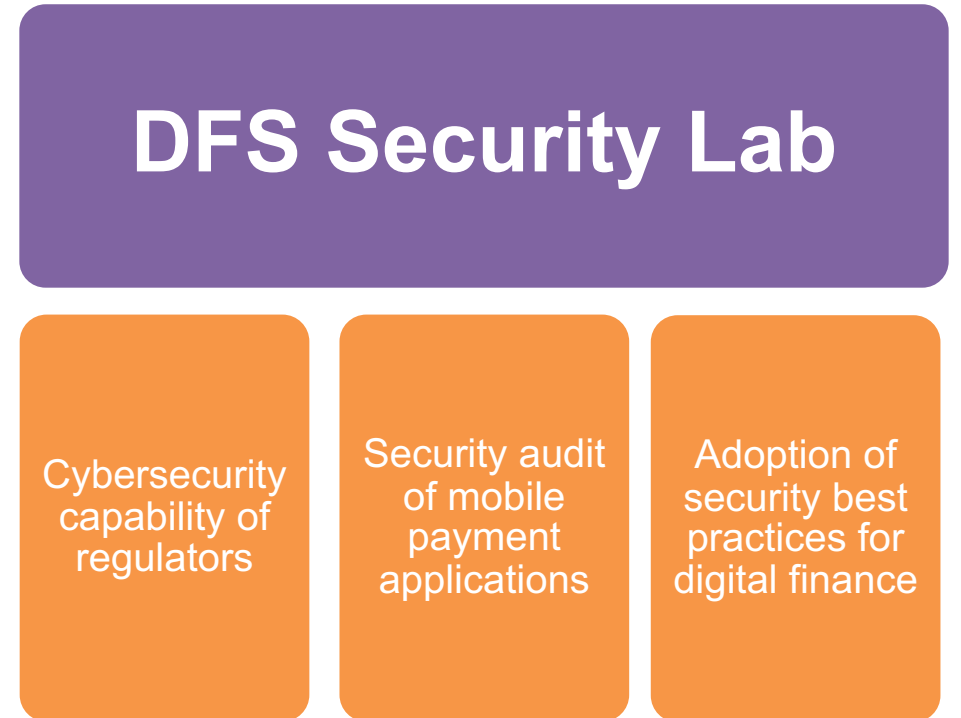 DFS Security Lab
Cybersecurity
capability of
regulators
Security audit
of mobile
payment
applications
Adoption of
security best
practices for
digital finance